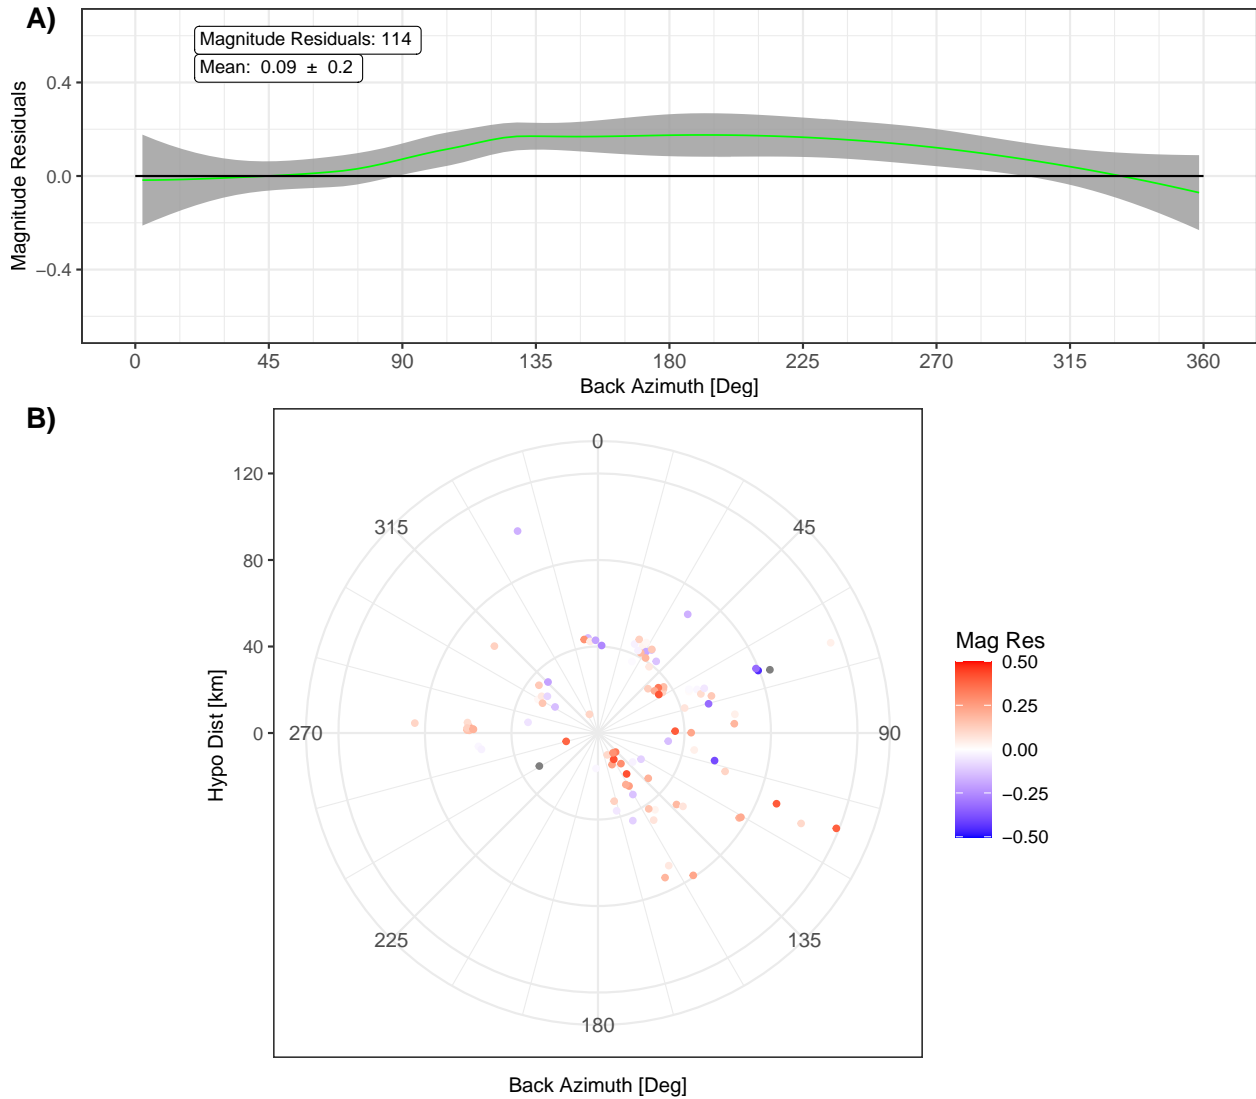 A)
Magnitude Residuals: 114
Mean:  0.09  ±  0.2
Magnitude Residuals
0.4
0.0
−0.4
0 45 90 135 180 225 270 315 360
Back Azimuth [Deg]
B)
Hypo Dist [km]
120
80
40
0
0
45
90
135
180
225
270
315
Back Azimuth [Deg]
Mag Res
0.50
0.25
0.00
−0.25
−0.50